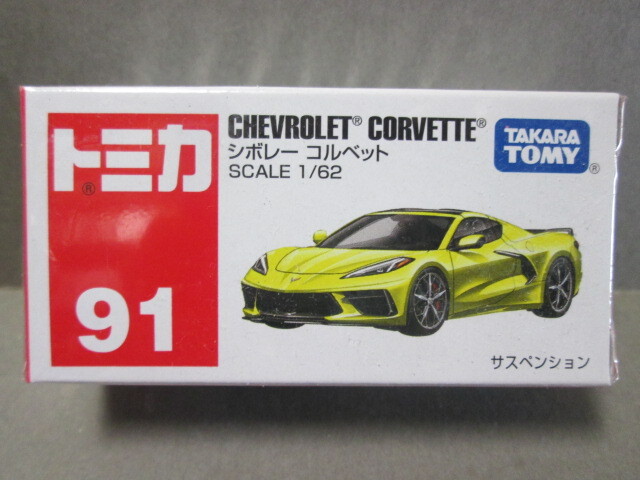 トミカ®
91
CHEVROLET® CORVETTE®
シボレー コルベット
SCALE 1/62
TAKARA
TOMY®
サスペンション